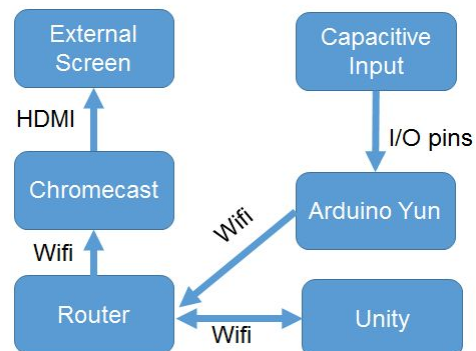 External
Screen
Capacitive
Input
HDMI
I/O pins
Chromecast
Arduino Yun
Wifi
Wifi
Router
Wifi
Unity